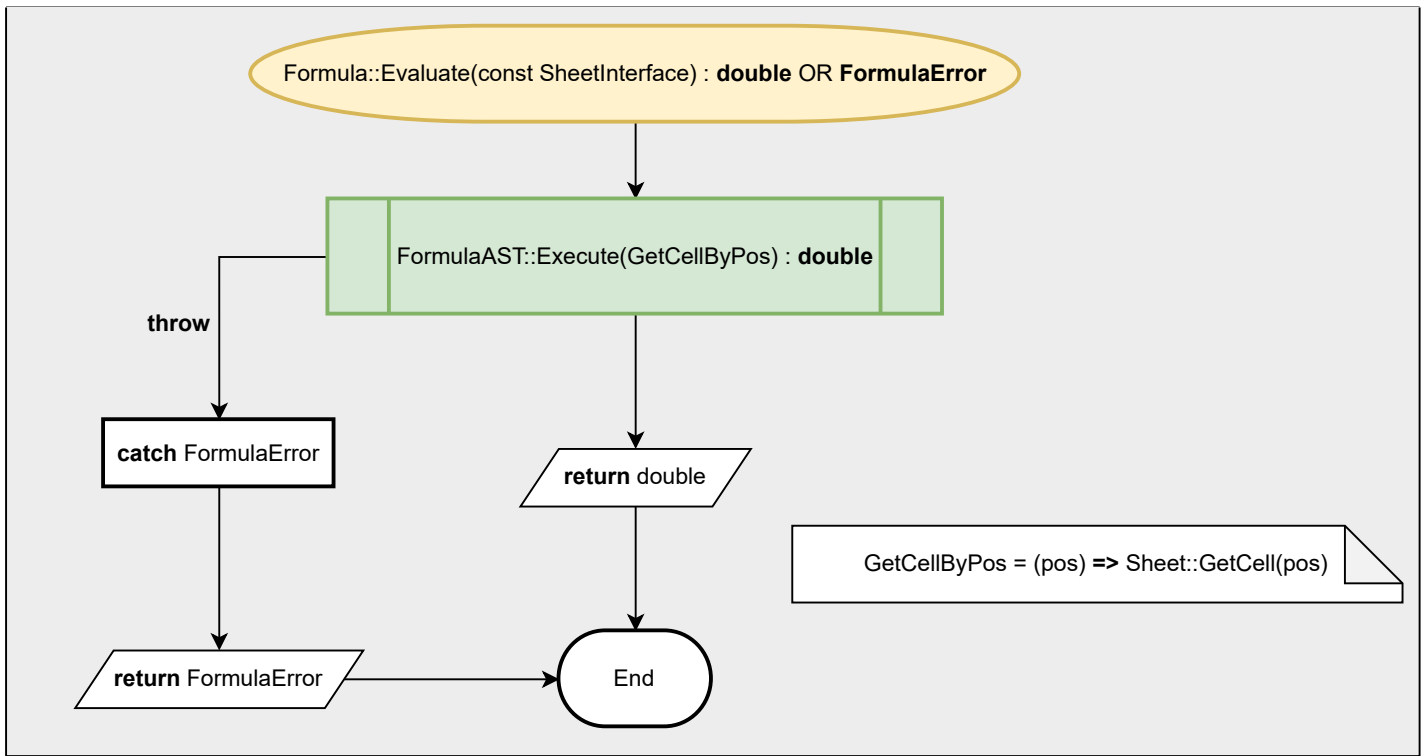 Formula::Evaluate(const SheetInterface) : double OR FormulaError
FormulaAST::Execute(GetCellByPos) : double
throw
catch FormulaError
return double
GetCellByPos = (pos) => Sheet::GetCell(pos)
return FormulaError
End